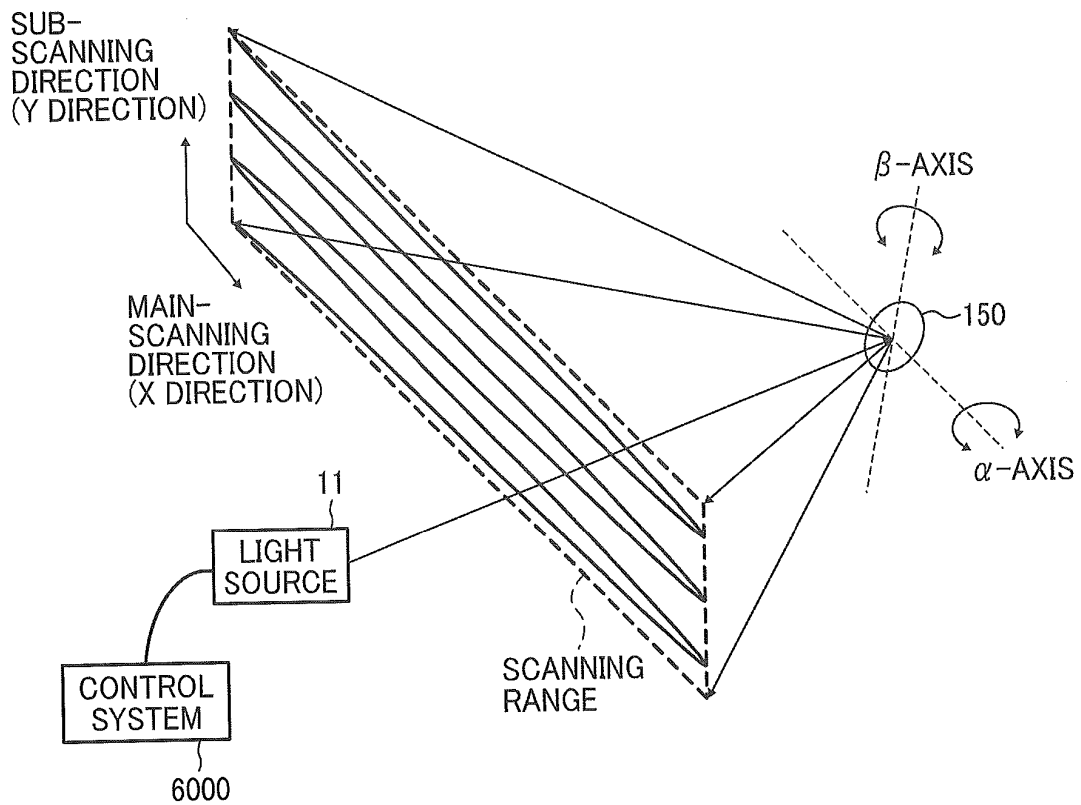 SUB-
SCANNING
DIRECTION
(Y DIRECTION)
β-AXIS
150
MAIN-
SCANNING
DIRECTION
(X DIRECTION)
α-AXIS
11
LIGHT
SOURCE
SCANNING
RANGE
CONTROL
SYSTEM
6000